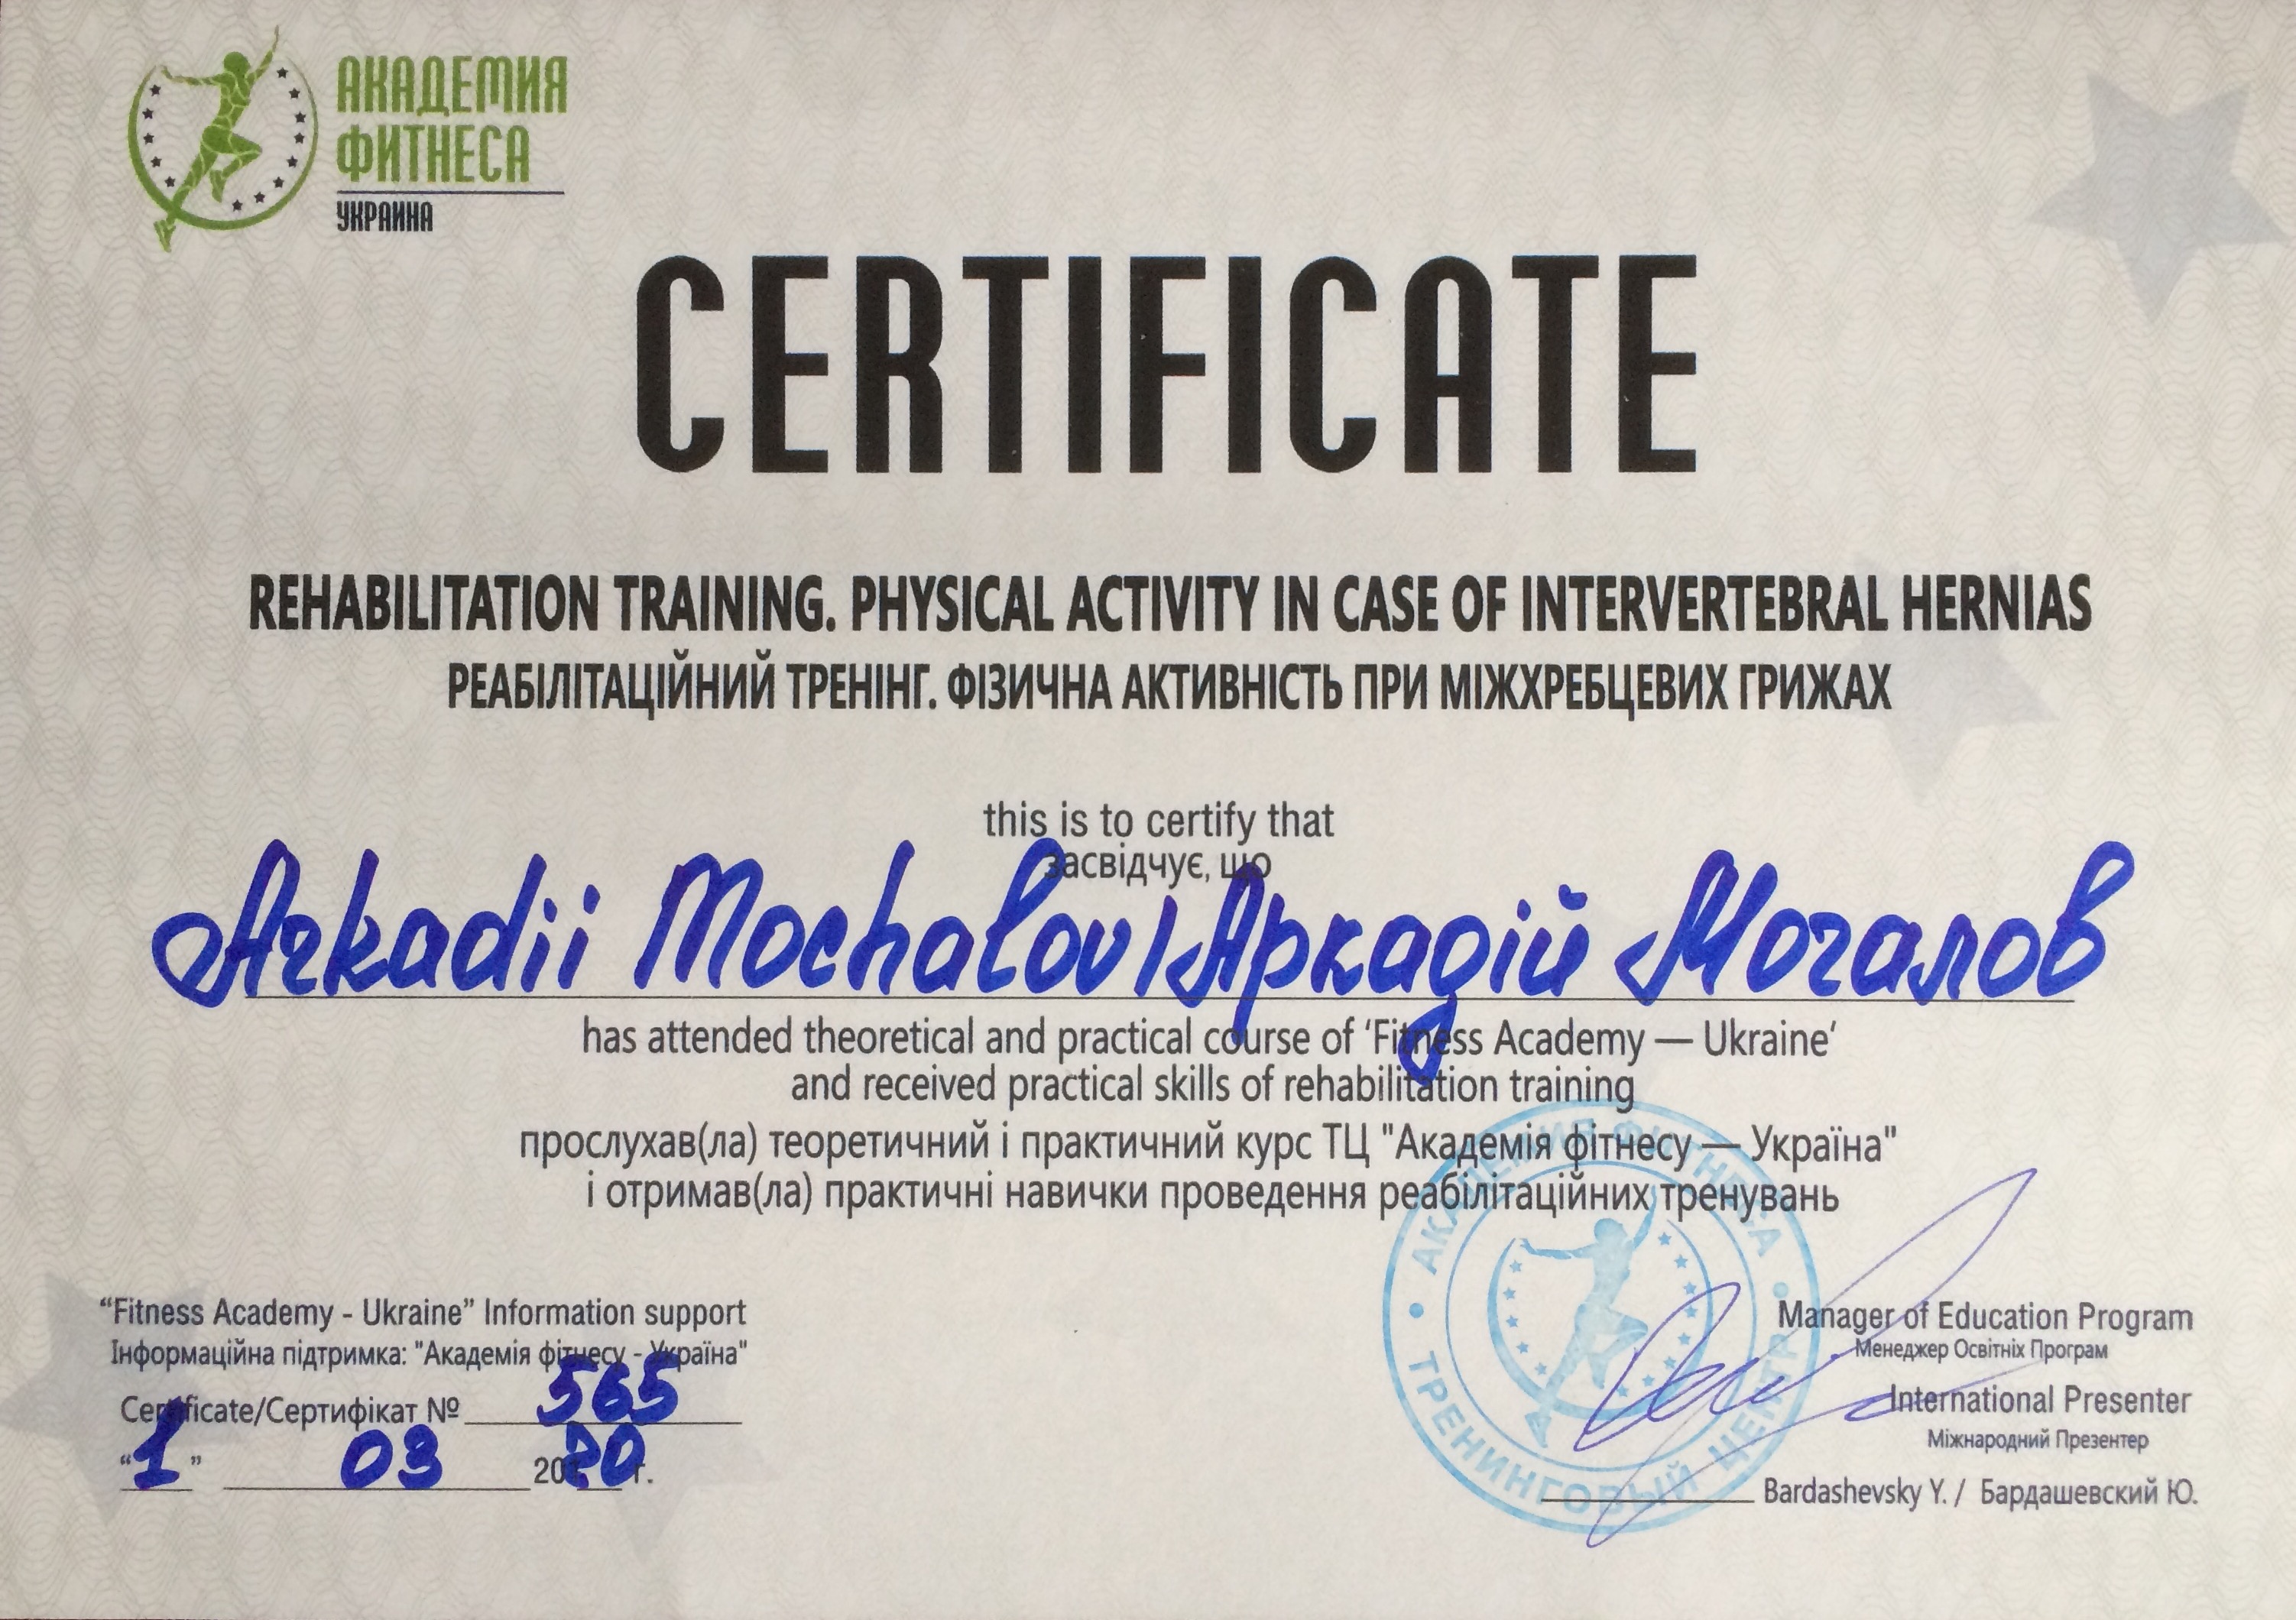 АКАДЕМИЯ
ФИТНЕСА
УКРАИНА
CERTIFICATE
REHABILITATION TRAINING. PHYSICAL ACTIVITY IN CASE OF INTERVERTEBRAL HERNIAS
РЕАБІЛІТАЦІЙНИЙ ТРЕНІНГ. ФІЗИЧНА АКТИВНІСТЬ ПРИ МІЖХРЕБЦЕВИХ ГРИЖАХ
this is to certify that
засвідчує, що
Arkadii Mochalov/Аркадій Мочалов
has attended theoretical and practical course of ‘Fitness Academy — Ukraine‘
and received practical skills of rehabilitation training
прослухав(ла) теоретичний і практичний курс ТЦ "Академія фітнесу — Україна"
і отримав(ла) практичні навички проведення реабілітаційних тренувань
“Fitness Academy - Ukraine” Information support
Інформаційна підтримка: "Академія фітнесу - Україна"
Certificate/Сертифікат № 565
“1” 03 2020 г.
АКАДЕМИЯ ФИТНЕСА
ТРЕНИНГОВЫЙ ЦЕНТР
Manager of Education Program
Менеджер Освітніх Програм
International Presenter
Міжнародний Презентер
Bardashevsky Y. / Бардашевский Ю.